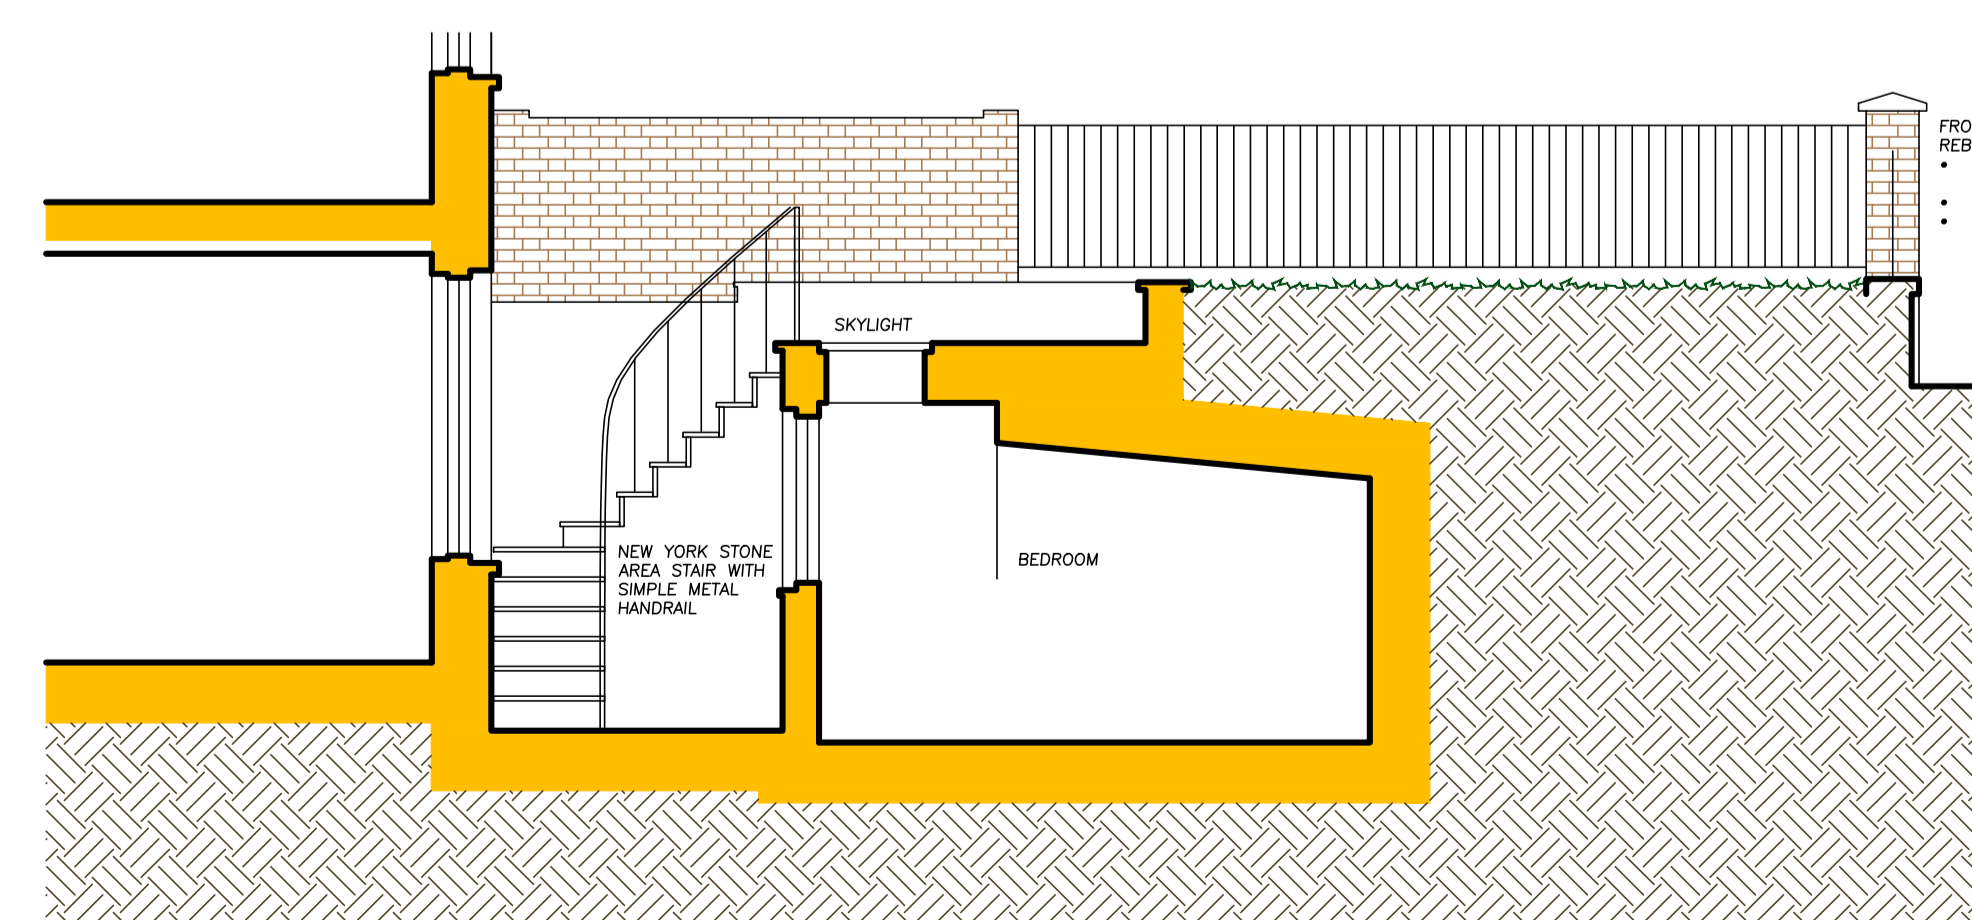 FRO
REB
•
•
•
SKYLIGHT
NEW YORK STONE
AREA STAIR WITH
SIMPLE METAL
HANDRAIL
BEDROOM